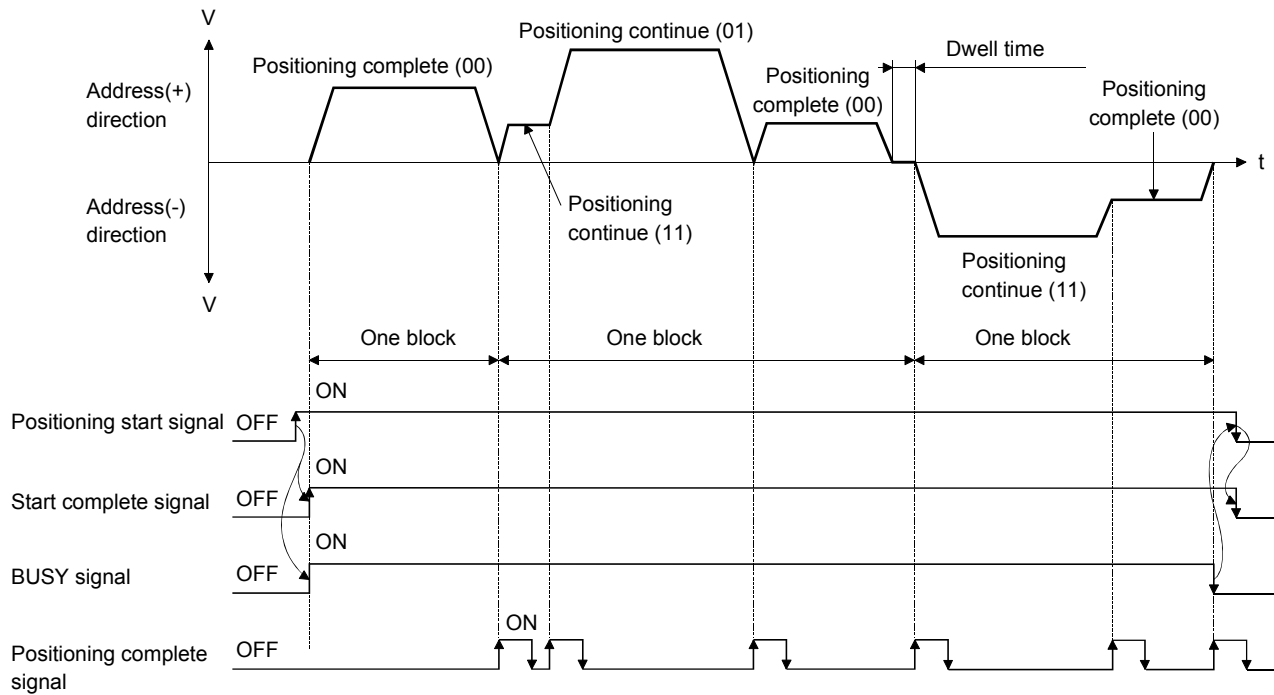 V
Positioning continue (01)
Dwell time
Positioning complete (00)
Positioning
complete (00)
Positioning
complete (00)
Address(+)
direction
t
Address(-)
direction
Positioning
continue (11)
Positioning
continue (11)
V
One block
One block
One block
ON
Positioning start signal
OFF
ON
Start complete signal
OFF
ON
BUSY signal
OFF
ON
Positioning complete
signal
OFF